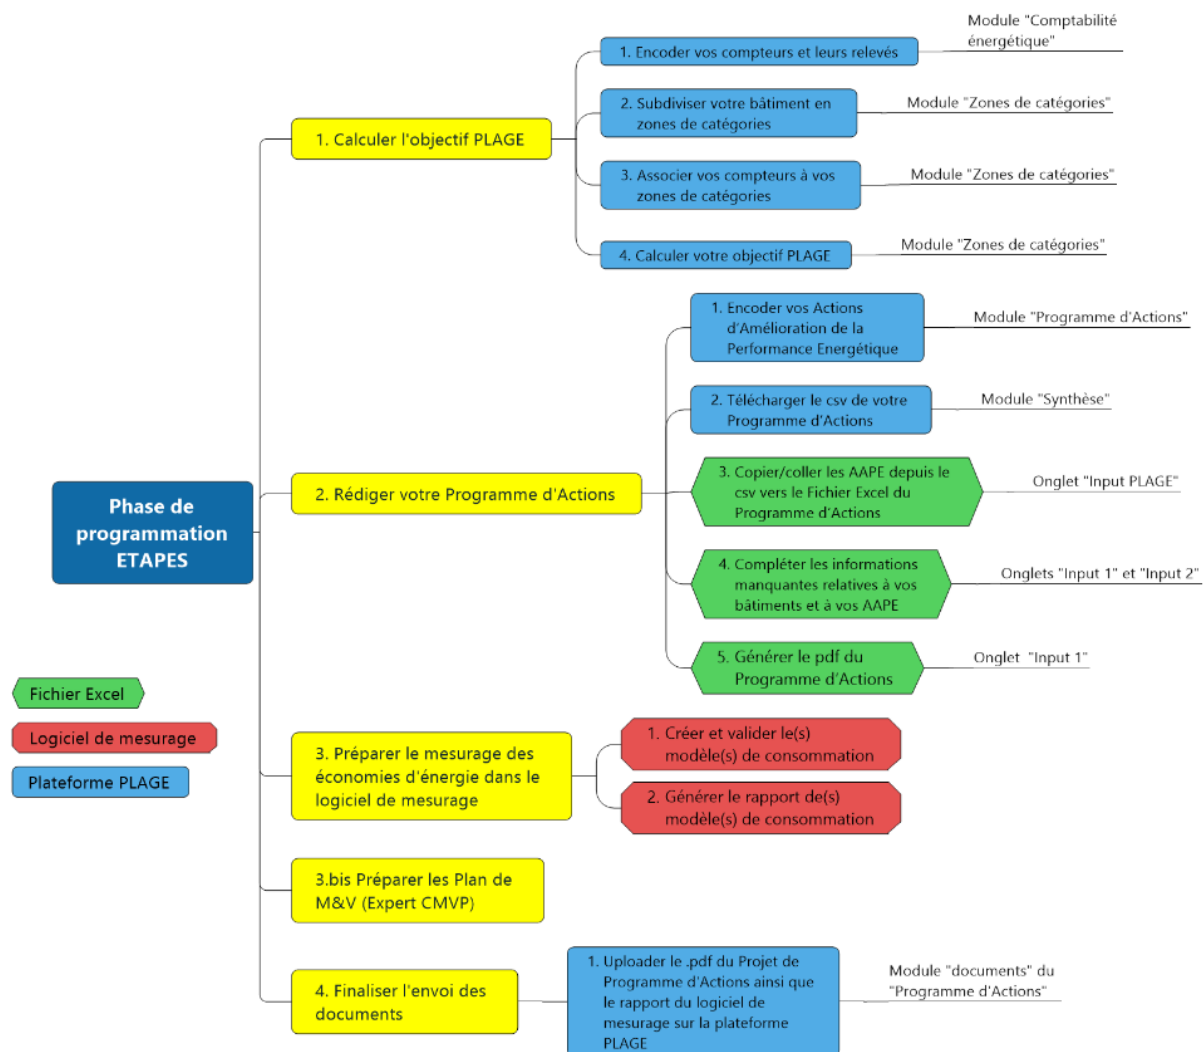 Phase de
programmation
ETAPES
1. Calculer l'objectif PLAGE
1. Encoder vos compteurs et leurs relevés
Module "Comptabilité
énergétique"
2. Subdiviser votre bâtiment en
zones de catégories
Module "Zones de catégories"
3. Associer vos compteurs à vos
zones de catégories
Module "Zones de catégories"
4. Calculer votre objectif PLAGE
Module "Zones de catégories"
2. Rédiger votre Programme d'Actions
1. Encoder vos Actions
d'Amélioration de la
Performance Energétique
Module "Programme d'Actions"
2. Télécharger le csv de votre
Programme d'Actions
Module "Synthèse"
3. Copier/coller les AAPE depuis le
csv vers le Fichier Excel du
Programme d'Actions
Onglet "Input PLAGE"
4. Compléter les informations
manquantes relatives à vos
bâtiments et à vos AAPE
Onglets "Input 1" et "Input 2"
5. Générer le pdf du
Programme d'Actions
Onglet "Input 1"
3. Préparer le mesurage des
économies d'énergie dans le
logiciel de mesurage
1. Créer et valider le(s)
modèle(s) de consommation
2. Générer le rapport de(s)
modèle(s) de consommation
3.bis Préparer les Plan de
M&V (Expert CMVP)
4. Finaliser l'envoi des
documents
1. Uploader le .pdf du Projet de
Programme d'Actions ainsi que
le rapport du logiciel de
mesurage sur la plateforme
PLAGE
Module "documents" du
"Programme d'Actions"
Fichier Excel
Logiciel de mesurage
Plateforme PLAGE